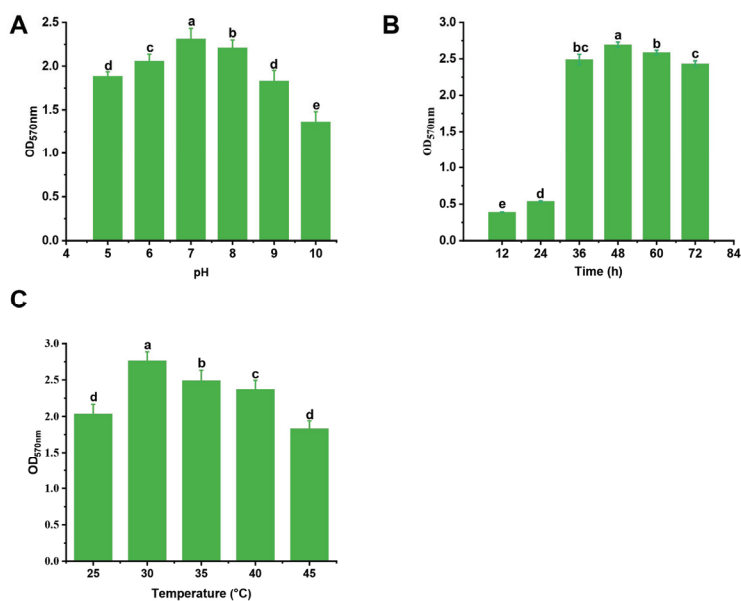 A
OD570nm
2.5
2.0
1.5
1.0
0.5
0.0
d
c
a
b
d
e
4 5 6 7 8 9 10
pH
B
OD570nm
3.0
2.5
2.0
1.5
1.0
0.5
0.0
e
d
bc
a
b
c
12 24 36 48 60 72 84
Time (h)
C
OD570nm
3.0
2.5
2.0
1.5
1.0
0.5
0.0
d
a
b
c
d
25 30 35 40 45
Temperature (°C)